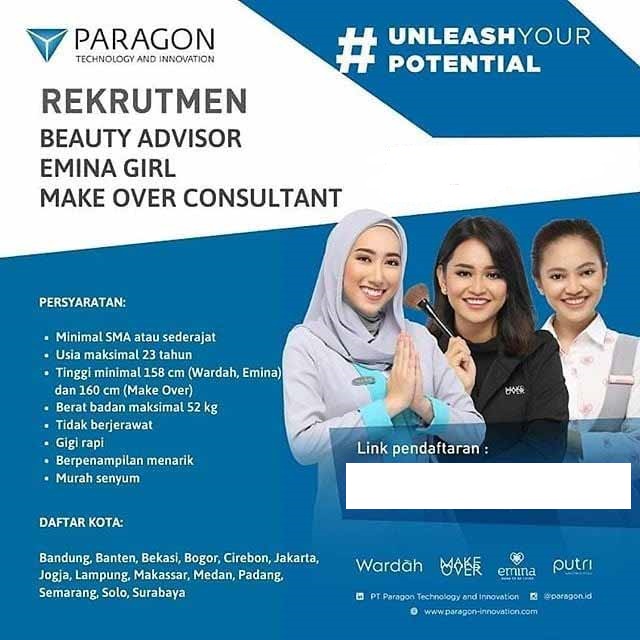 PARAGON
TECHNOLOGY AND INNOVATION
#UNLEASHYOUR
POTENTIAL
REKRUTMEN
BEAUTY ADVISOR
EMINA GIRL
MAKE OVER CONSULTANT
PERSYARATAN:
• Minimal SMA atau sederajat
• Usia maksimal 23 tahun
• Tinggi minimal 158 cm (Wardah, Emina)
dan 160 cm (Make Over)
• Berat badan maksimal 52 kg
• Tidak berjerawat
• Gigi rapi
• Berpenampilan menarik
• Murah senyum
MAKE
OVER
Link pendaftaran :
DAFTAR KOTA:
Bandung, Banten, Bekasi, Bogor, Cirebon, Jakarta,
Jogja, Lampung, Makassar, Medan, Padang,
Semarang, Solo, Surabaya
Wardah
MAKE
OVER
emina
putri
PT Paragon Technology and Innovation
@paragon.id
www.paragon-innovation.com